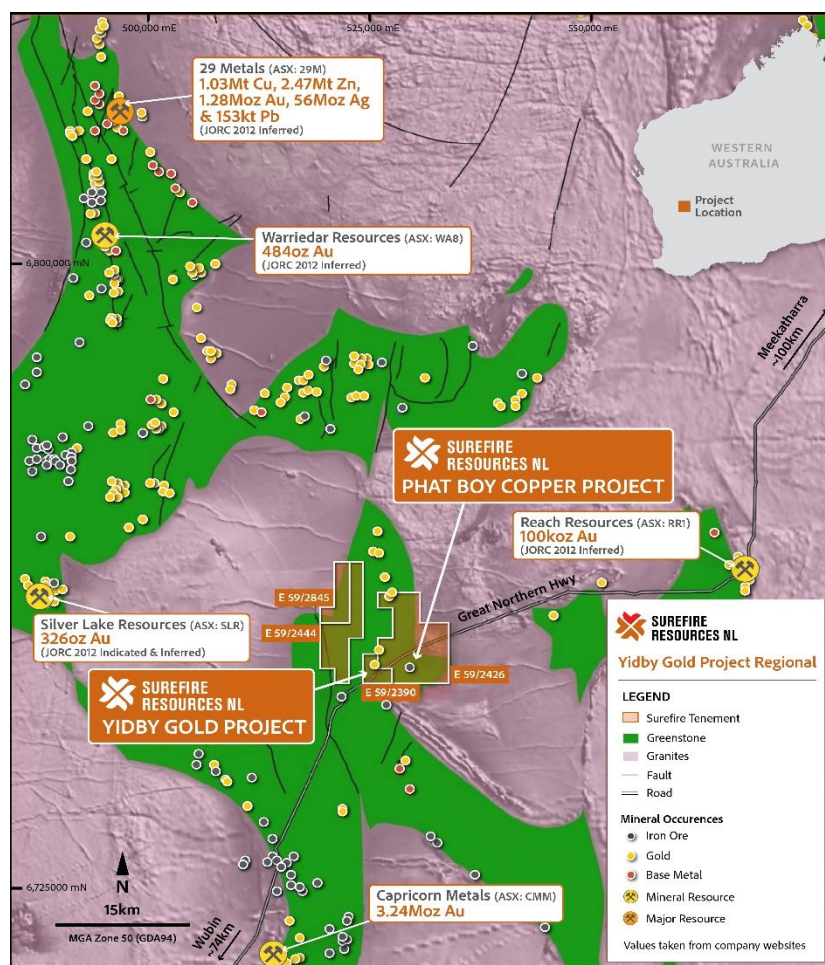 500,000 mE
525,000 mE
550,000 mE
29 Metals (ASX: 29M)
1.03Mt Cu, 2.47Mt Zn,
1.28Moz Au, 56Moz Ag
& 153kt Pb
(JORC 2012 Inferred)
WESTERN
AUSTRALIA
Project
Location
Warriedar Resources (ASX: WA8)
484oz Au
(JORC 2012 Inferred)
6,800,000 mN
Meekatharra
~100km
SUREFIRE
RESOURCES NL
PHAT BOY COPPER PROJECT
Reach Resources (ASX: RR1)
100koz Au
(JORC 2012 Inferred)
Great Northern Hwy
E 59/2845
E 59/2444
Silver Lake Resources (ASX: SLR)
326oz Au
(JORC 2012 Indicated & Inferred)
E 59/2426
E 59/2390
SUREFIRE
RESOURCES NL
YIDBY GOLD PROJECT
SUREFIRE
RESOURCES NL
Yidby Gold Project Regional
LEGEND
Surefire Tenement
Greenstone
Granites
Fault
Road
Mineral Occurences
Iron Ore
Gold
Base Metal
Mineral Resource
Major Resource
Values taken from company websites
6,725000 mN
N
15km
MGA Zone 50 (GDA94)
Wubin
~74km
Capricorn Metals (ASX: CMM)
3.24Moz Au